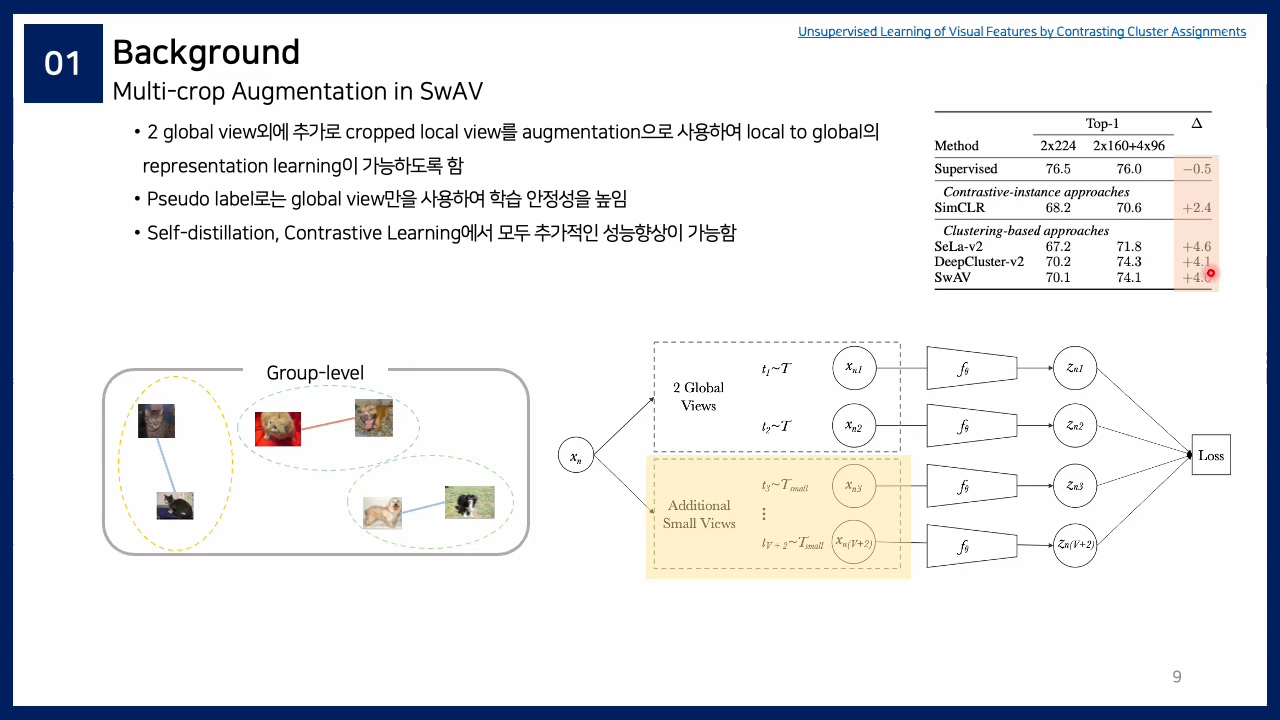 01
Background
Unsupervised Learning of Visual Features by Contrasting Cluster Assignments
Multi-crop Augmentation in SwAV
• 2 global view외에 추가로 cropped local view를 augmentation으로 사용하여 local to global의
representation learning이 가능하도록 함
• Pseudo label로는 global view만을 사용하여 학습 안정성을 높임
• Self-distillation, Contrastive Learning에서 모두 추가적인 성능향상이 가능함
Top-1 Δ
Method 2x224 2x160+4x96
Supervised 76.5 76.0 −0.5
Contrastive-instance approaches
SimCLR 68.2 70.6 +2.4
Clustering-based approaches
SeLa-v2 67.2 71.8 +4.6
DeepCluster-v2 70.2 74.3 +4.1
SwAV 70.1 74.1
Group-level
x_n
2 Global
Views
t_1~T x_n1 f_θ z_n1
t_2~T x_n2 f_θ z_n2
Additional
Small Views
t_3~T_small x_n3 f_θ z_n3
⋮
t_V+2~T_small x_n(V+2) f_θ z_n(V+2)
Loss
9